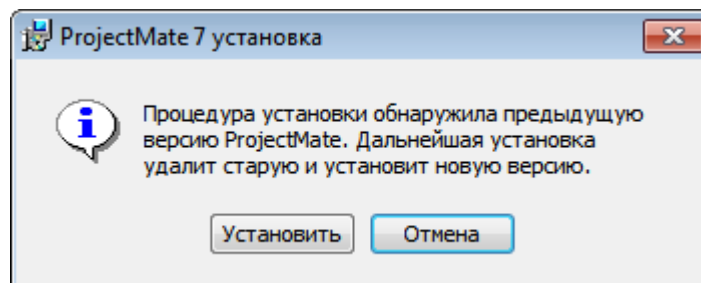 ProjectMate 7 установка
Процедура установки обнаружила предыдущую
версию ProjectMate. Дальнейшая установка
удалит старую и установит новую версию.
Установить
Отмена